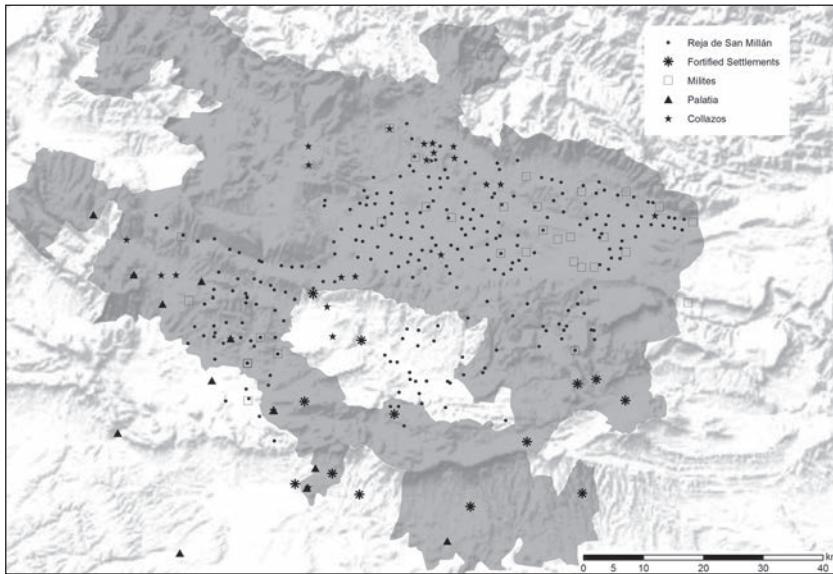 Reja de San Millán
Fortified Settlements
Milites
Palatia
Collazos
km
0 5 10 20 30 40